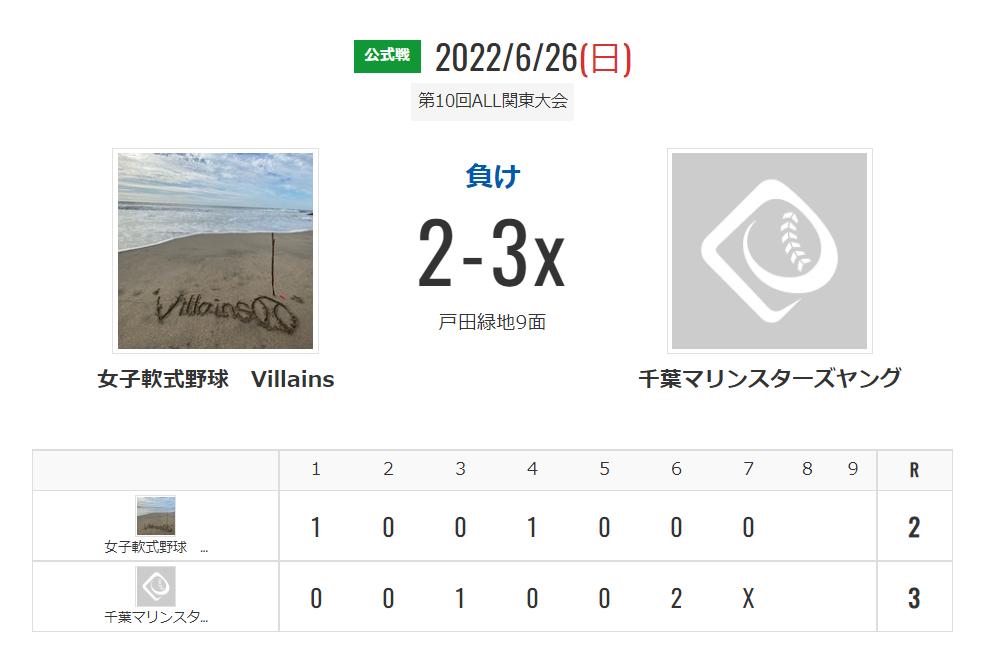 公式戦 2022/6/26(日)
第10回ALL関東大会
負け
2-3x
戸田緑地9面
Villains
女子軟式野球　Villains
千葉マリンスターズヤング
1 2 3 4 5 6 7 8 9 R
女子軟式野球　...
1 0 0 1 0 0 0 2
千葉マリンスタ...
0 0 1 0 0 2 X 3